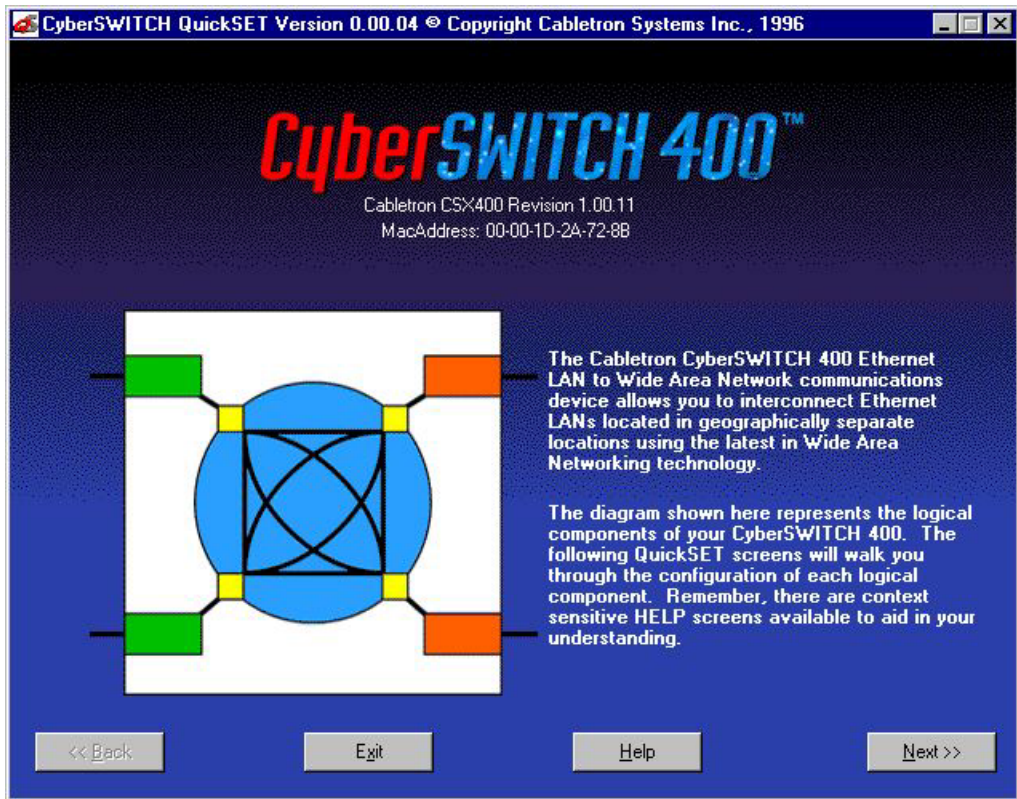 CyberSWITCH QuickSET Version 0.00.04 © Copyright Cabletron Systems Inc., 1996
CyberSWITCH 400™
Cabletron CSX400 Revision 1.00.11
MacAddress: 00-00-1D-2A-72-8B
The Cabletron CyberSWITCH 400 Ethernet
LAN to Wide Area Network communications
device allows you to interconnect Ethernet
LANs located in geographically separate
locations using the latest in Wide Area
Networking technology.
The diagram shown here represents the logical
components of your CyberSWITCH 400. The
following QuickSET screens will walk you
through the configuration of each logical
component. Remember, there are context
sensitive HELP screens available to aid in your
understanding.
<< Back
Exit
Help
Next >>